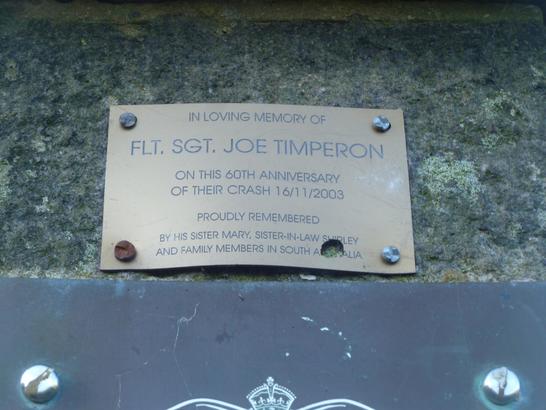 IN LOVING MEMORY OF
FLT. SGT. JOE TIMPERON
ON THIS 60TH ANNIVERSARY
OF THEIR CRASH 16/11/2003
PROUDLY REMEMBERED
BY HIS SISTER MARY, SISTER-IN-LAW SHIRLEY
AND FAMILY MEMBERS IN SOUTH AUSTRALIA